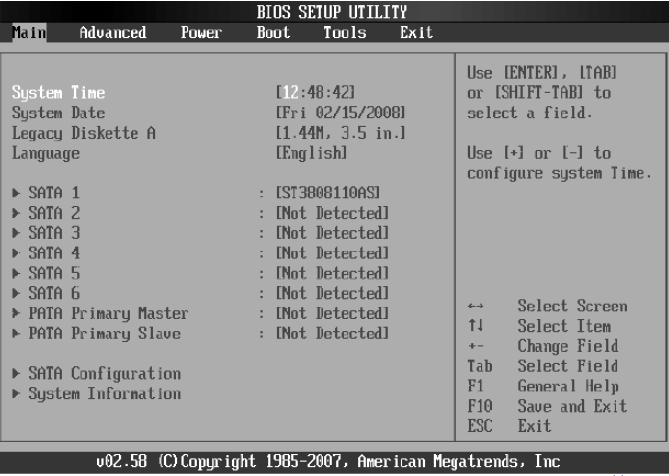 BIOS SETUP UTILITY
Main Advanced Power Boot Tools Exit
System Time [12:48:42]
System Date [Fri 02/15/2008]
Legacy Diskette A [1.44M, 3.5 in.]
Language [English]
▶ SATA 1 : [ST3808110AS]
▶ SATA 2 : [Not Detected]
▶ SATA 3 : [Not Detected]
▶ SATA 4 : [Not Detected]
▶ SATA 5 : [Not Detected]
▶ SATA 6 : [Not Detected]
▶ PATA Primary Master : [Not Detected]
▶ PATA Primary Slave : [Not Detected]
▶ SATA Configuration
▶ System Information
Use [ENTER], [TAB]
or [SHIFT-TAB] to
select a field.
Use [+] or [-] to
configure system Time.
←→ Select Screen
↑↓ Select Item
+- Change Field
Tab Select Field
F1 General Help
F10 Save and Exit
ESC Exit
v02.58 (C)Copyright 1985-2007, American Megatrends, Inc